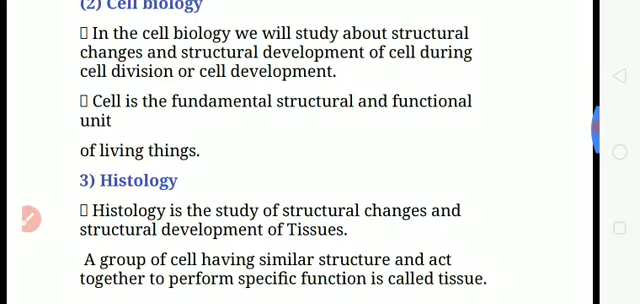 (2) Cell biology
▯ In the cell biology we will study about structural
changes and structural development of cell during
cell division or cell development.
▯ Cell is the fundamental structural and functional
unit
of living things.
3) Histology
▯ Histology is the study of structural changes and
structural development of Tissues.
A group of cell having similar structure and act
together to perform specific function is called tissue.